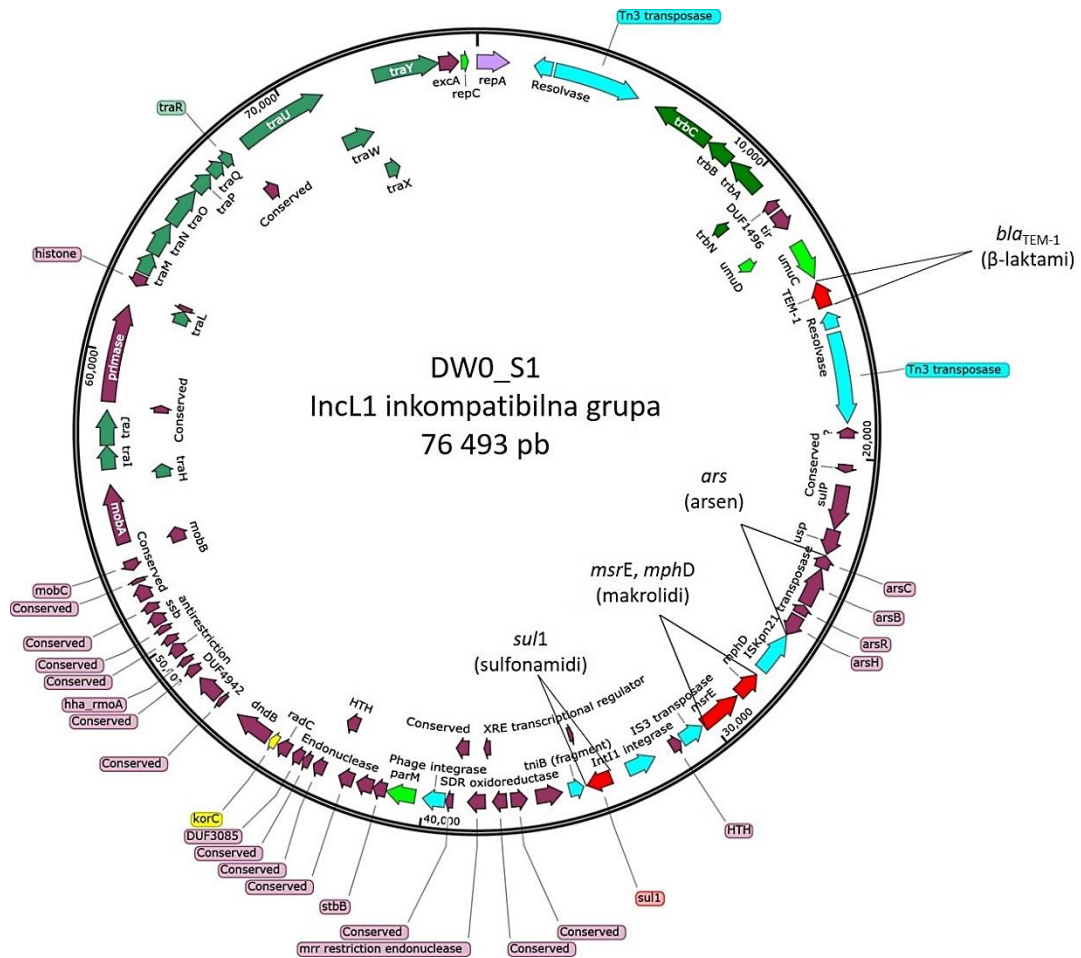 DW0_S1
IncL1 inkompatibilna grupa
76 493 pb
Tn3 transposase
repA
Resolvase
trbC
trbB
trbA
10,000
DUF1496
tir
trbN
umuD
umuC
TEM-1
blaTEM-1
(β-laktami)
Resolvase
Tn3 transposase
?
20,000
Conserved
sulP
usp
ars
(arsen)
arsC
arsB
arsR
arsH
ISKpn21 transposase
mphD
msrE
msrE, mphD
(makrolidi)
30,000
IS3 transposase
HTH
IntI1 integrase
sul1
(sulfonamidi)
sul1
tniB (fragment)
XRE transcriptional regulator
Conserved
SDR oxidoreductase
Conserved
Conserved
mrr restriction endonuclease
Conserved
40,000
Phage integrase
parM
stbB
HTH
Conserved
Conserved
Conserved
Endonuclease
DUF3085
radC
korC
dndB
Conserved
DUF4942
antirestriction
Conserved
hha_rmoA
Conserved
Conserved
ssb
Conserved
Conserved
Conserved
mobC
mobB
mobA
traH
traI
traJ
Conserved
60,000
primase
traL
histone
traM
traN
traO
traP
traQ
traR
Conserved
70,000
traU
traW
traX
traY
excA
repC